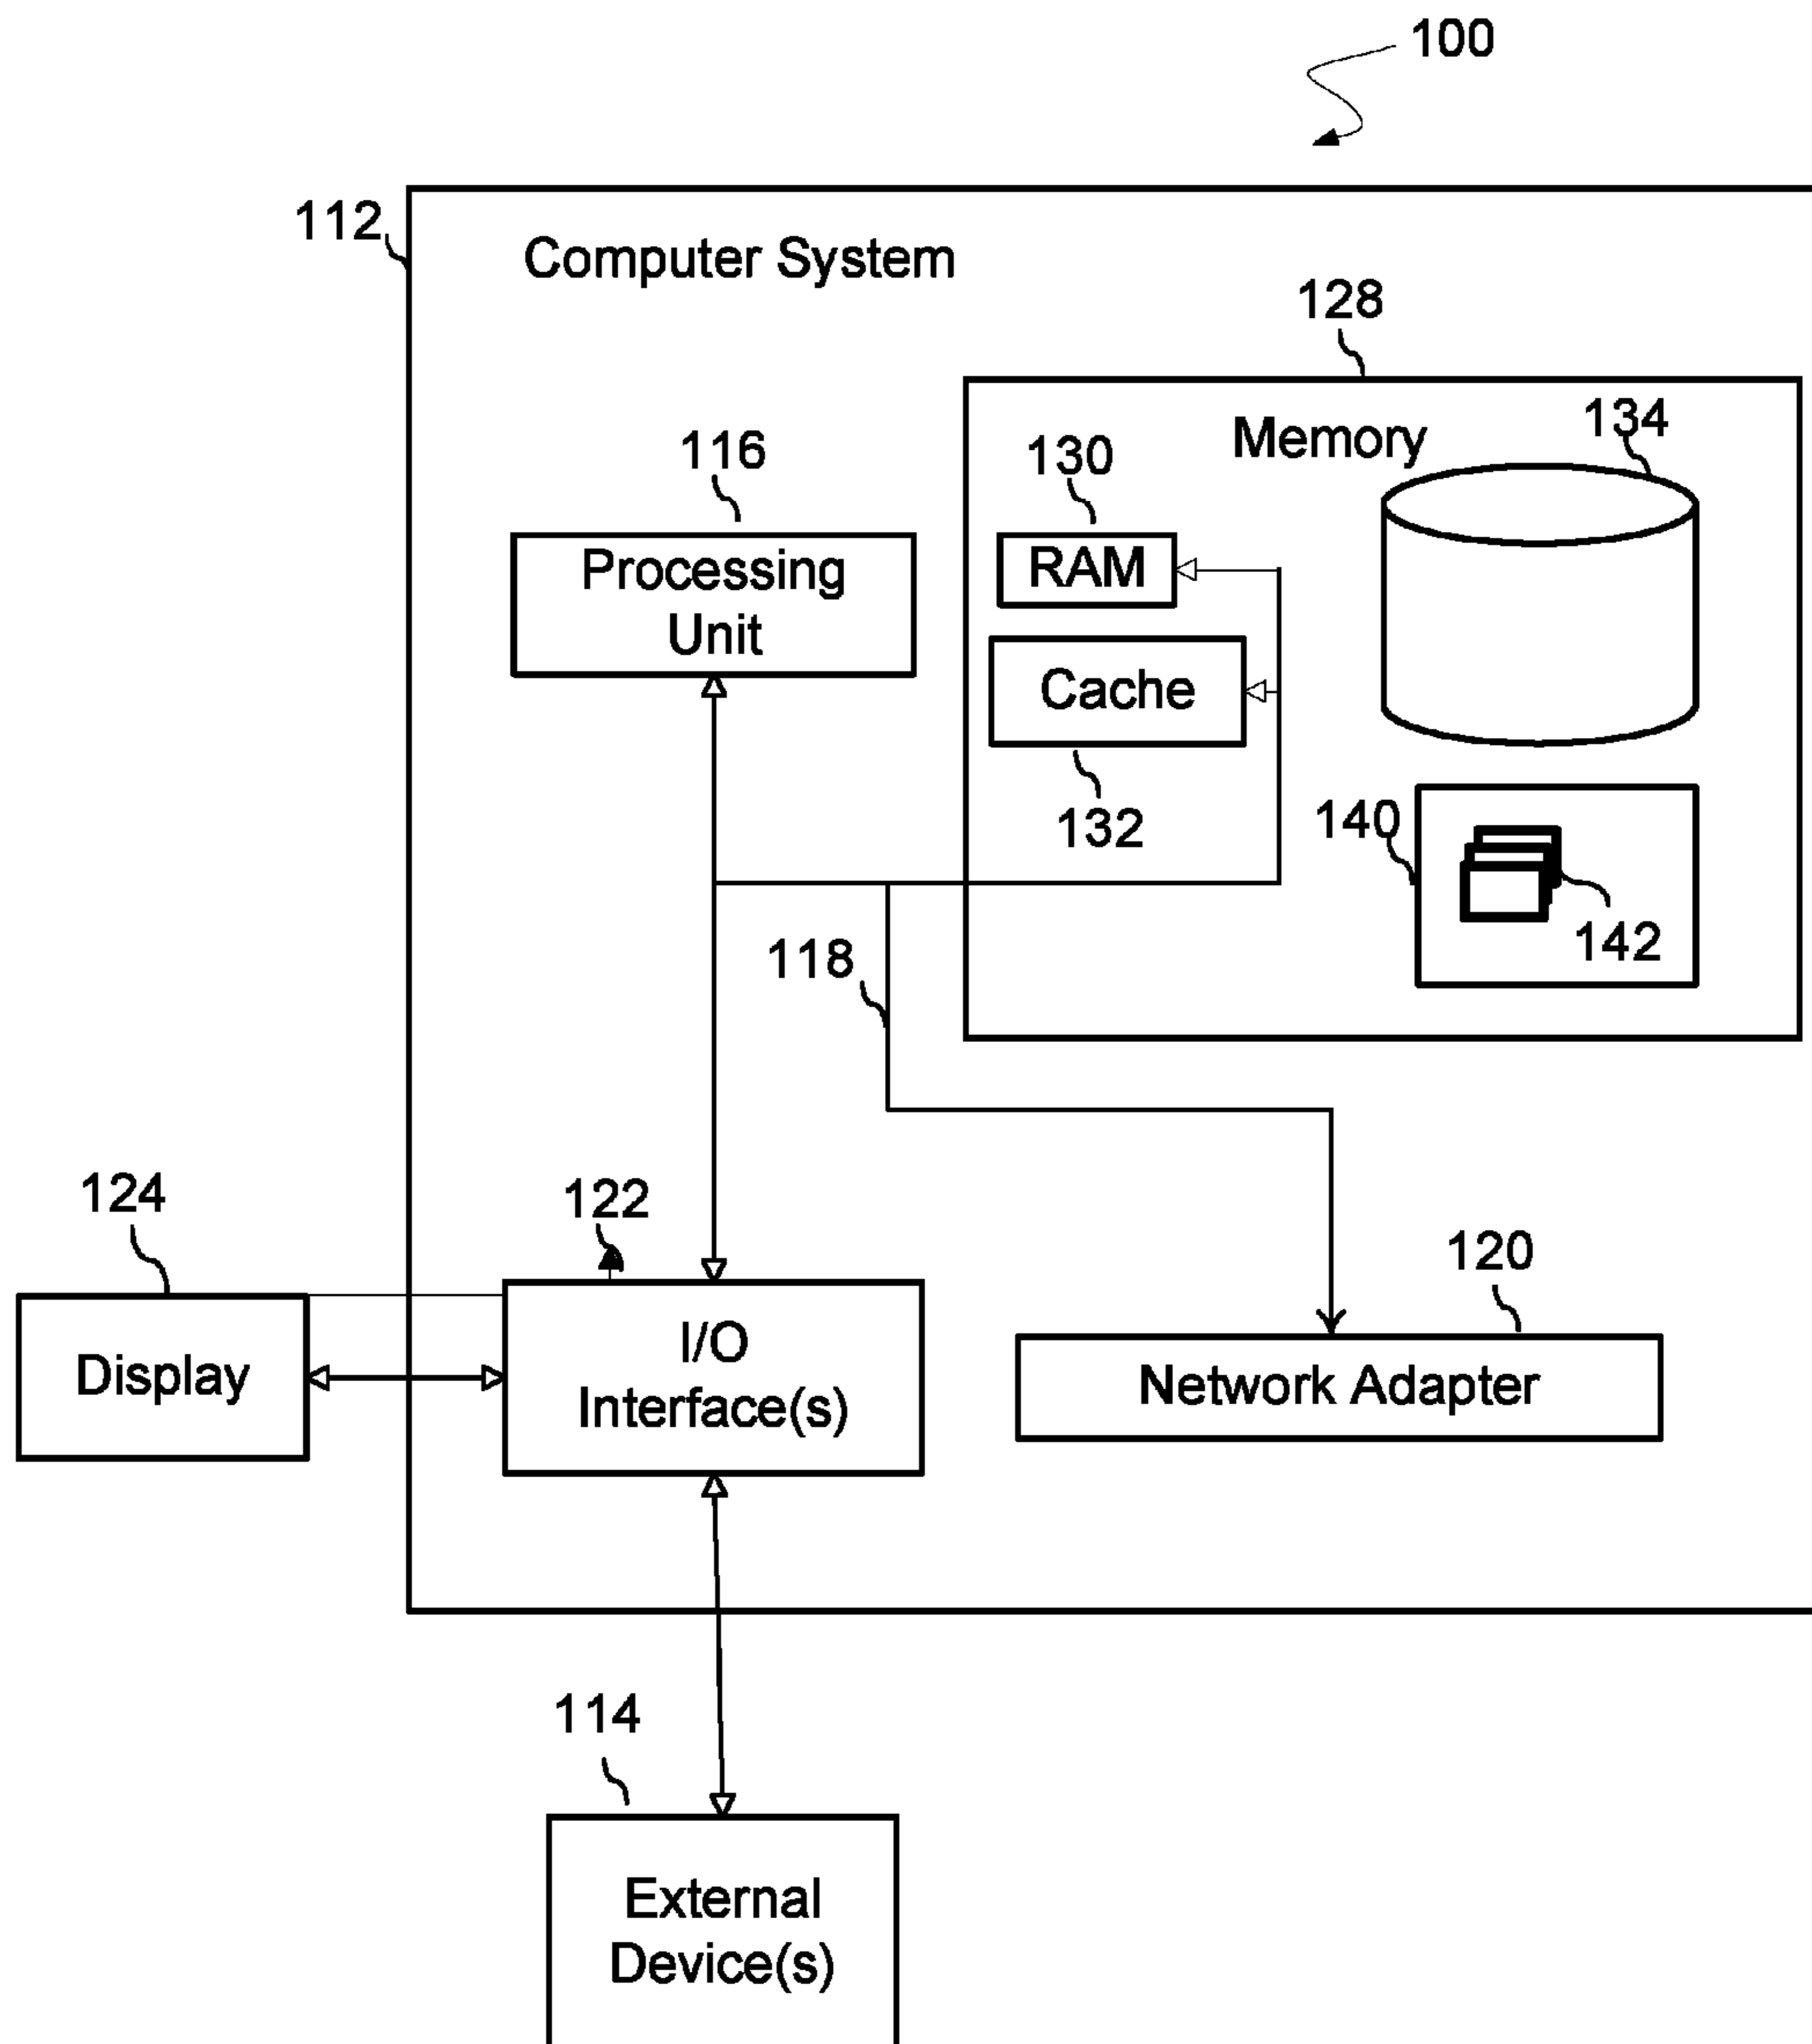 100
112
Computer System
128
Memory
134
116
130
Processing
Unit
RAM
Cache
132
140
142
118
124
122
120
Display
I/O
Interface(s)
Network Adapter
114
External
Device(s)